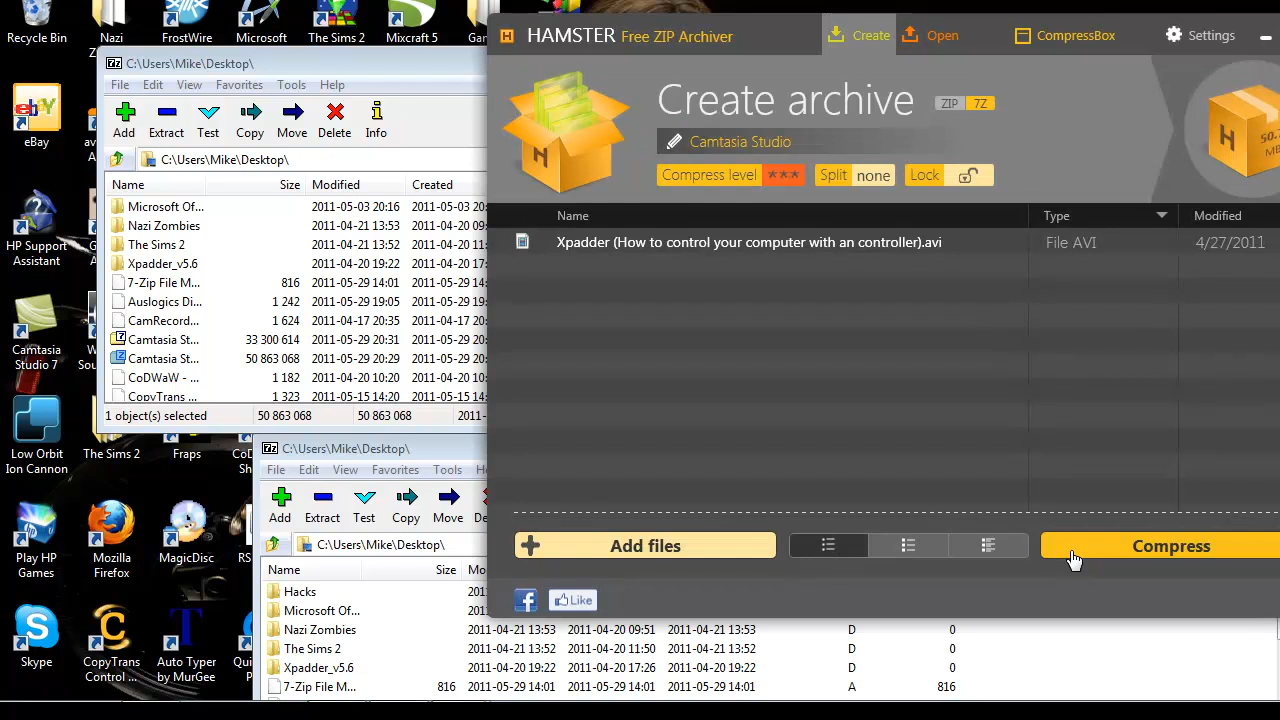 Recycle Bin
Nazi
FrostWire
Microsoft
The Sims 2
Mixcraft 5
eBay
HP Support
Assistant
Camtasia
Studio 7
Low Orbit
Ion Cannon
The Sims 2
Fraps
Play HP
Games
Mozilla
Firefox
MagicDisc
Skype
CopyTrans
Control ...
Auto Typer
by MurGee
7z C:\Users\Mike\Desktop\
File Edit View Favorites Tools Help
Add Extract Test Copy Move Delete Info
C:\Users\Mike\Desktop\
Name Size Modified Created
Microsoft Of... 2011-05-03 20:16 2011-05-03 20:
Nazi Zombies 2011-04-21 13:53 2011-04-20 09:
The Sims 2 2011-04-21 13:52 2011-04-20 11:
Xpadder_v5.6 2011-04-20 19:22 2011-04-20 17:
7-Zip File M... 816 2011-05-29 14:01 2011-05-29 14:
Auslogics Di... 1 242 2011-05-29 19:05 2011-04-20 19:
CamRecord... 1 624 2011-04-17 20:35 2011-04-17 20:
Camtasia St... 33 300 614 2011-05-29 20:31 2011-05-29 20:
Camtasia St... 50 863 068 2011-05-29 20:29 2011-05-29 20:
CoDWaW - ... 1 182 2011-04-20 10:20 2011-04-20 10:
CopyTrans ... 1 323 2011-05-15 14:20 2011-05-15 14:
1 object(s) selected 50 863 068 50 863 068 2011-
7z C:\Users\Mike\Desktop\
File Edit View Favorites Tools
Add Extract Test Copy Move
C:\Users\Mike\Desktop\
Name Size
Hacks
Microsoft Of...
Nazi Zombies 2011-04-21 13:53 2011-04-20 09:51 2011-04-21 13:53 D 0
The Sims 2 2011-04-21 13:52 2011-04-20 11:50 2011-04-21 13:52 D 0
Xpadder_v5.6 2011-04-20 19:22 2011-04-20 17:26 2011-04-20 19:22 D 0
7-Zip File M... 816 2011-05-29 14:01 2011-05-29 14:01 2011-05-29 14:01 A 816
H HAMSTER Free ZIP Archiver Create Open CompressBox Settings
Create archive ZIP 7Z
Camtasia Studio
Compress level *** Split none Lock
Name Type Modified
Xpadder (How to control your computer with an controller).avi File AVI 4/27/2011
Add files Compress
Like